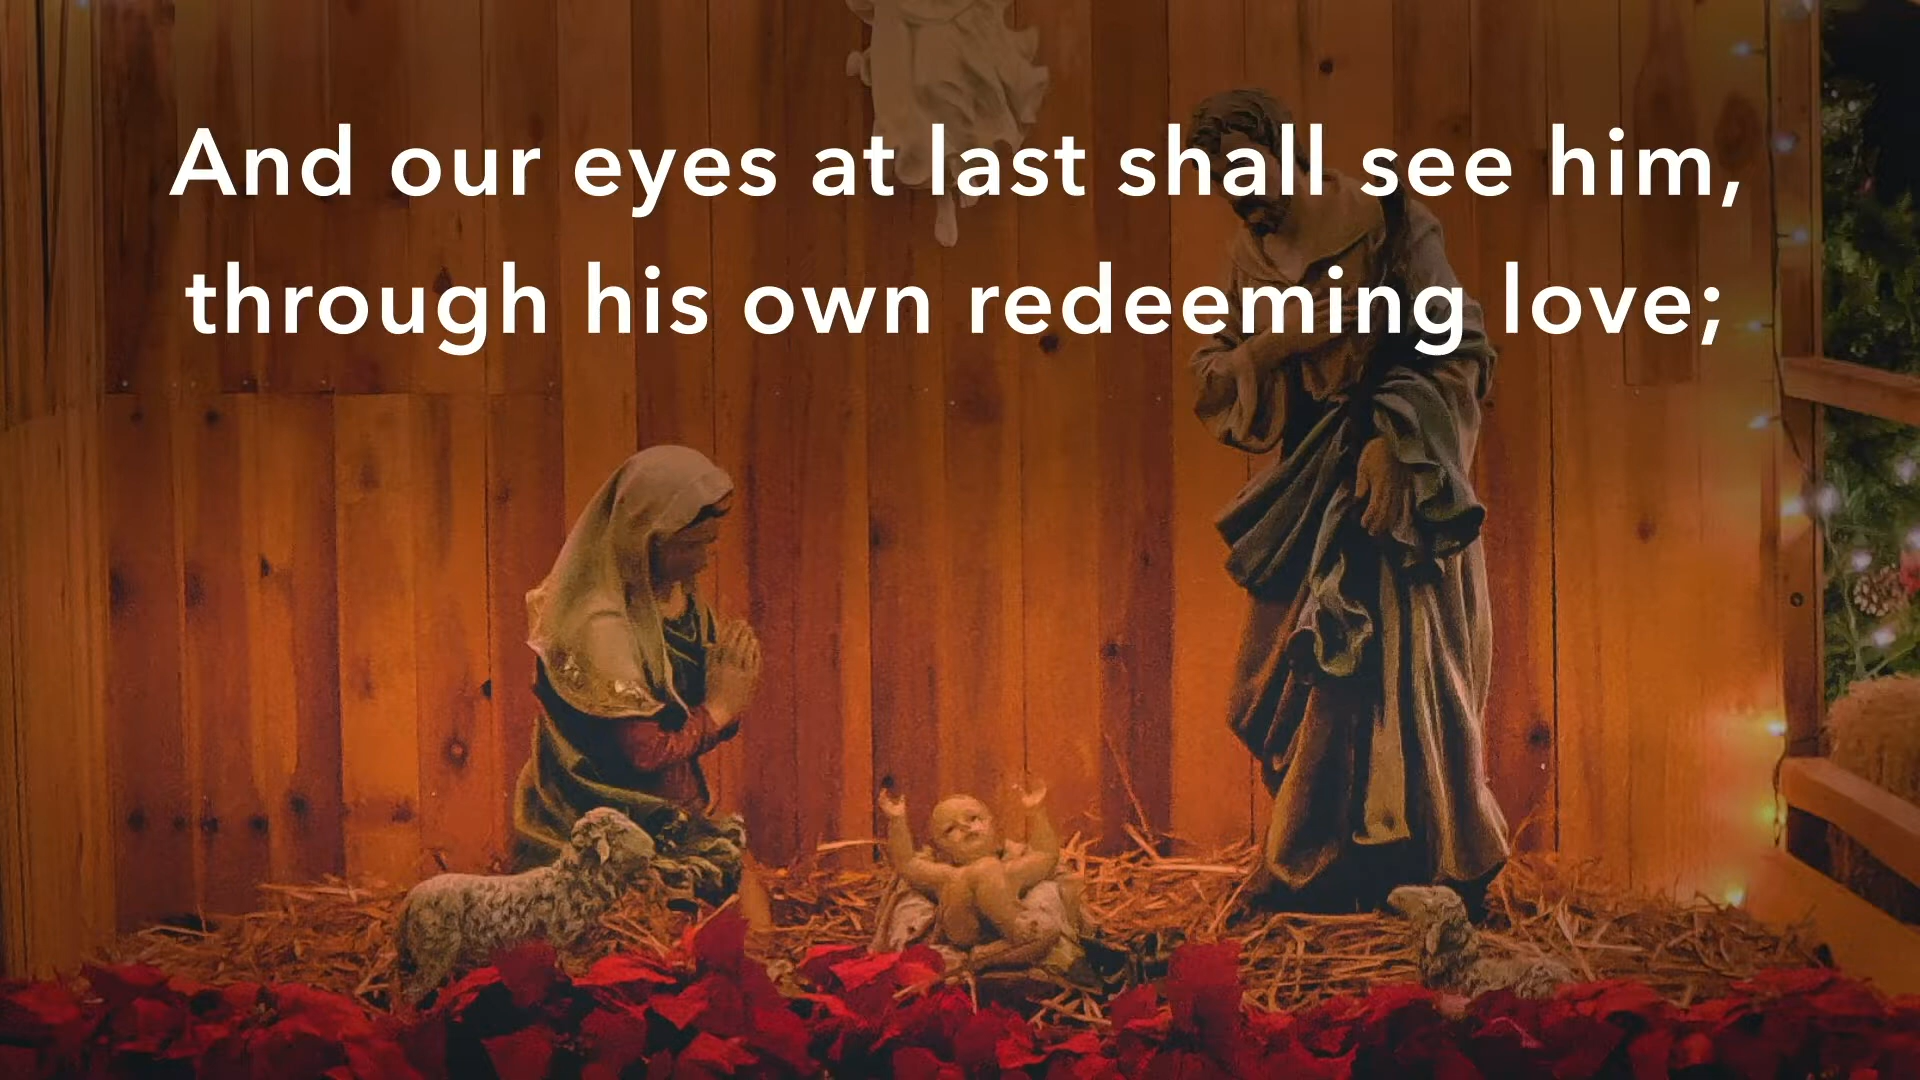 And our eyes at last shall see him,
through his own redeeming love;